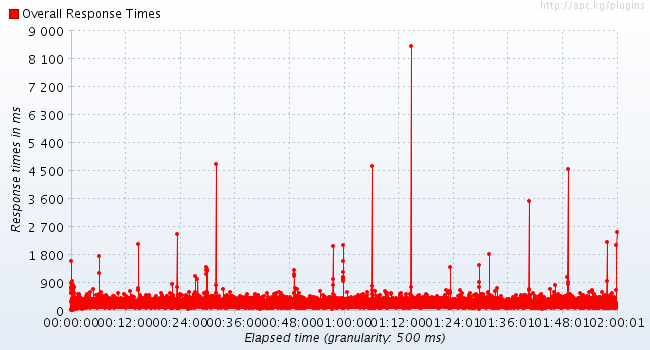 http://apc.kg/plugins
Overall Response Times
9 000
8 100
7 200
6 300
5 400
4 500
3 600
2 700
1 800
900
0
Response times in ms
00:00:00 00:12:00 00:24:00 00:36:00 00:48:00 01:00:00 01:12:00 01:24:01 01:36:01 01:48:01 02:00:01
Elapsed time (granularity: 500 ms)